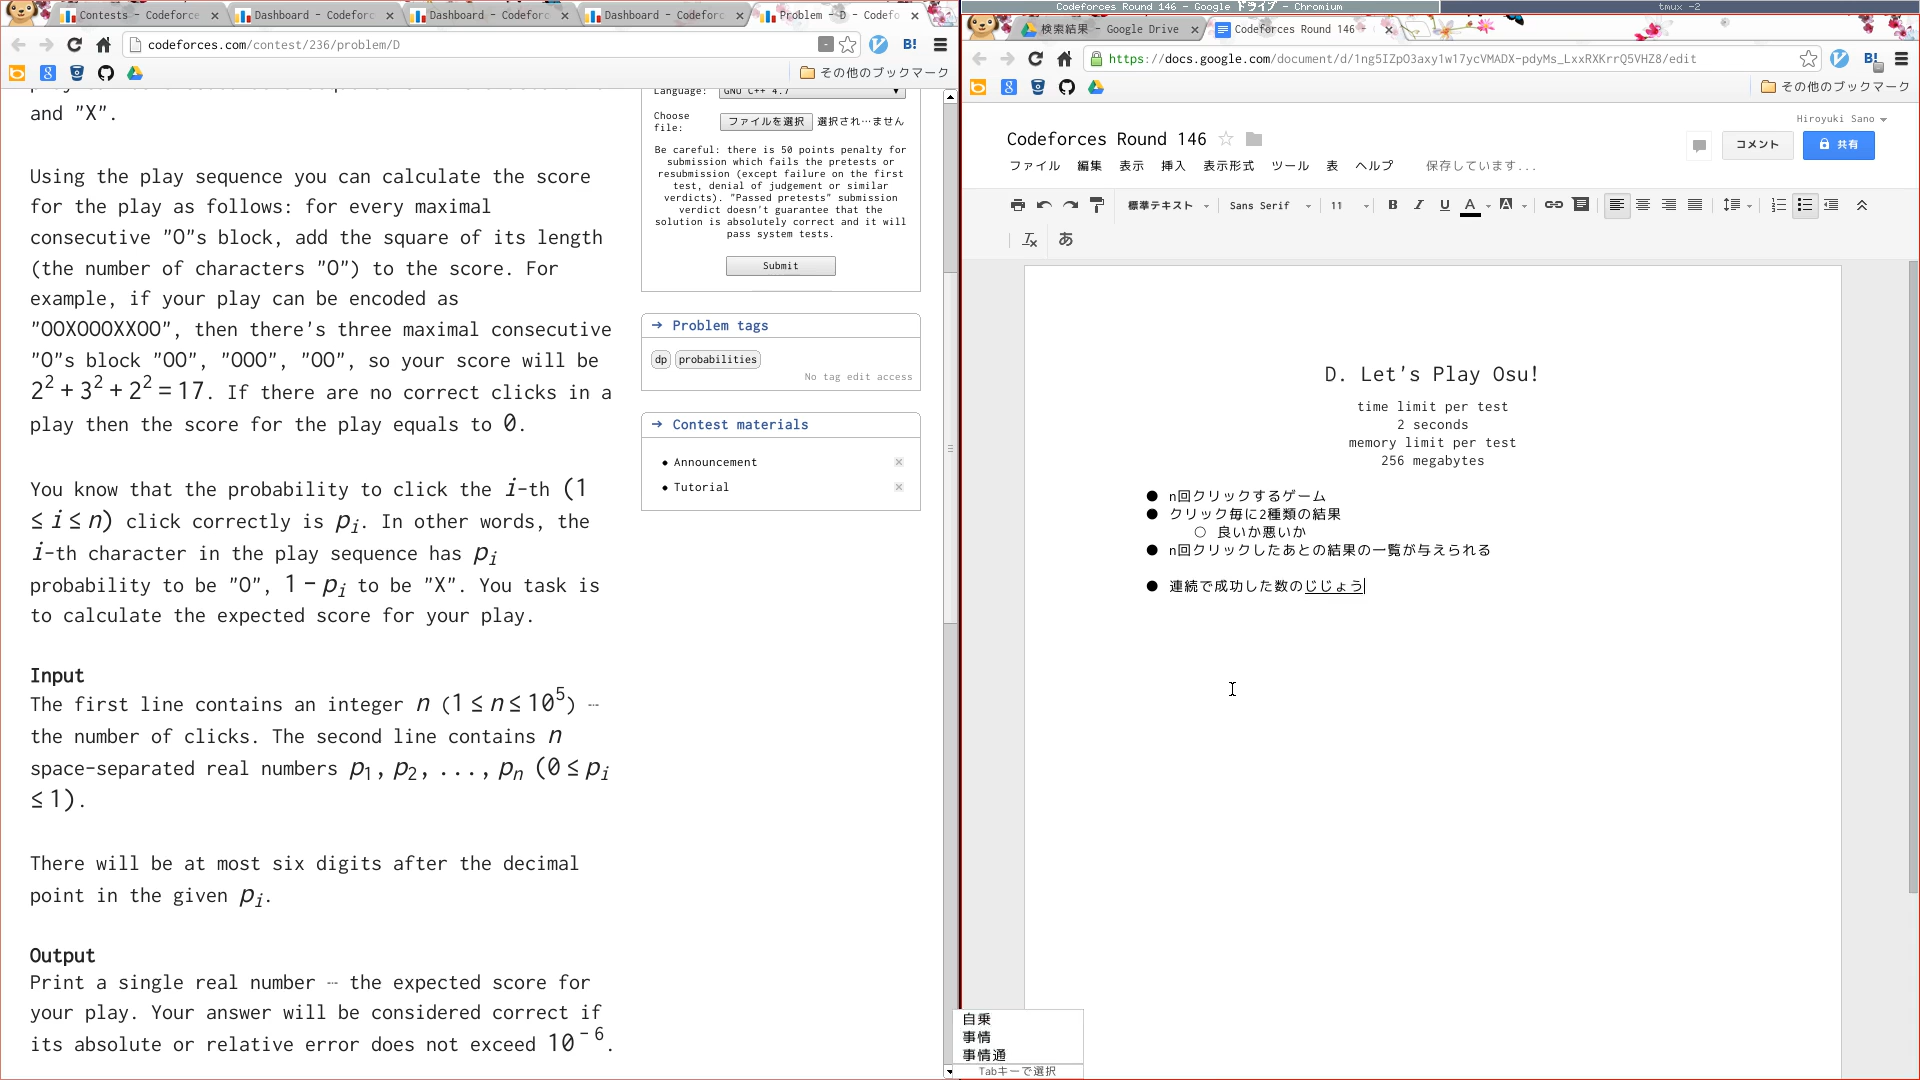 Contests - Codeforce
Dashboard - Codeforc
Dashboard - Codeforc
Dashboard - Codeforc
Problem - D - Codefo
codeforces.com/contest/236/problem/D
その他のブックマーク
and "X".
Using the play sequence you can calculate the score
for the play as follows: for every maximal
consecutive "O"s block, add the square of its length
(the number of characters "O") to the score. For
example, if your play can be encoded as
"OOXOOOXXOO", then there's three maximal consecutive
"O"s block "OO", "OOO", "OO", so your score will be
2² + 3² + 2² = 17. If there are no correct clicks in a
play then the score for the play equals to 0.
You know that the probability to click the i-th (1
≤ i ≤ n) click correctly is pᵢ. In other words, the
i-th character in the play sequence has pᵢ
probability to be "O", 1 - pᵢ to be "X". You task is
to calculate the expected score for your play.
Input
The first line contains an integer n (1 ≤ n ≤ 10⁵) —
the number of clicks. The second line contains n
space-separated real numbers p₁, p₂, ..., pₙ (0 ≤ pᵢ
≤ 1).
There will be at most six digits after the decimal
point in the given pᵢ.
Output
Print a single real number — the expected score for
your play. Your answer will be considered correct if
its absolute or relative error does not exceed 10⁻⁶.
Language: GNU C++ 4.7
Choose file: ファイルを選択 選択され…ません
Be careful: there is 50 points penalty for
submission which fails the pretests or
resubmission (except failure on the first
test, denial of judgement or similar
verdicts). "Passed pretests" submission
verdict doesn't guarantee that the
solution is absolutely correct and it will
pass system tests.
Submit
→ Problem tags
dp probabilities
No tag edit access
→ Contest materials
● Announcement
● Tutorial
Codeforces Round 146 - Google ドライブ - Chromium
tmux -2
検索結果 - Google Drive
Codeforces Round 146 -
https://docs.google.com/document/d/1ng5IZpO3axy1w17ycVMADX-pdyMs_LxxRXKrrQ5VHZ8/edit
その他のブックマーク
Hiroyuki Sano
Codeforces Round 146
コメント
共有
ファイル 編集 表示 挿入 表示形式 ツール 表 ヘルプ 保存しています...
標準テキスト Sans Serif 11 B I U A A
あ
D. Let's Play Osu!
time limit per test
2 seconds
memory limit per test
256 megabytes
● n回クリックするゲーム
● クリック毎に2種類の結果
○ 良いか悪いか
● n回クリックしたあとの結果の一覧が与えられる
● 連続で成功した数のじじょう
自乗
事情
事情通
Tabキーで選択